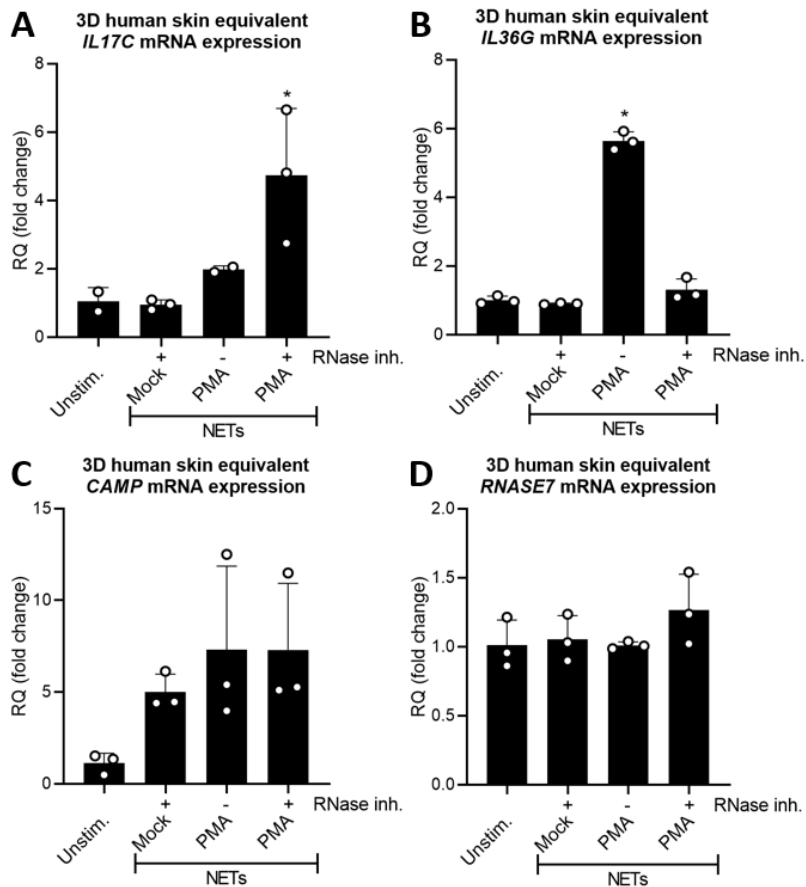 A
3D human skin equivalent
IL17C mRNA expression
RQ (fold change)
8
6
4
2
0
*
+ - + RNase inh.
Unstim. Mock PMA PMA
NETs
B
3D human skin equivalent
IL36G mRNA expression
RQ (fold change)
8
6
4
2
0
*
+ - + RNase inh.
Unstim. Mock PMA PMA
NETs
C
3D human skin equivalent
CAMP mRNA expression
RQ (fold change)
15
10
5
0
+ - + RNase inh.
Unstim. Mock PMA PMA
NETs
D
3D human skin equivalent
RNASE7 mRNA expression
RQ (fold change)
2.0
1.5
1.0
0.5
0.0
+ - + RNase inh.
Unstim. Mock PMA PMA
NETs